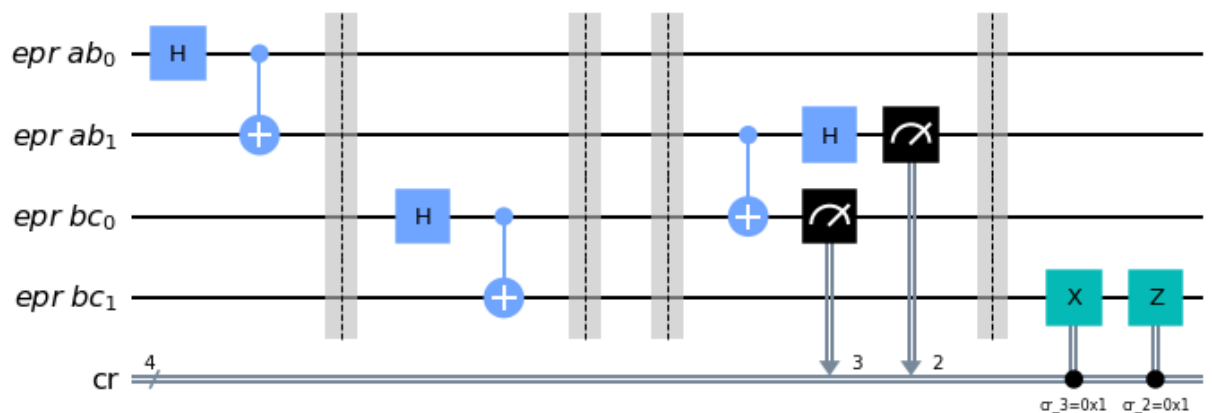 epr ab0 H
epr ab1 H
epr bc0 H
epr bc1 X Z
cr 4 3 2
cr_3=0x1 cr_2=0x1